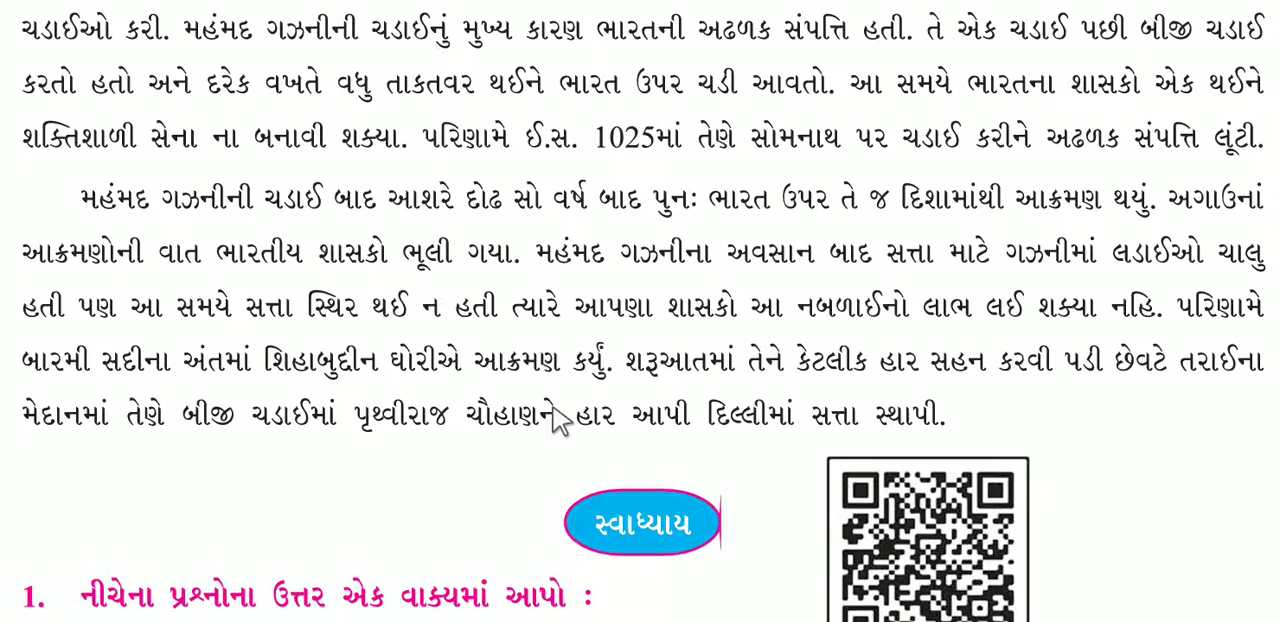 ચડાઈઓ કરી. મહંમદ ગઝનીની ચડાઈનું મુખ્ય કારણ ભારતની અઢળક સંપત્તિ હતી. તે એક ચડાઈ પછી બીજી ચડાઈ
કરતો હતો અને દરેક વખતે વધુ તાકતવર થઈને ભારત ઉપર ચડી આવતો. આ સમયે ભારતના શાસકો એક થઈને
શક્તિશાળી સેના ના બનાવી શક્યા. પરિણામે ઈ.સ. 1025માં તેણે સોમનાથ પર ચડાઈ કરીને અઢળક સંપત્તિ લૂંટી.
મહંમદ ગઝનીની ચડાઈ બાદ આશરે દોઢ સો વર્ષ બાદ પુનઃ ભારત ઉપર તે જ દિશામાંથી આક્રમણ થયું. અગાઉનાં
આક્રમણોની વાત ભારતીય શાસકો ભૂલી ગયા. મહંમદ ગઝનીના અવસાન બાદ સત્તા માટે ગઝનીમાં લડાઈઓ ચાલુ
હતી પણ આ સમયે સત્તા સ્થિર થઈ ન હતી ત્યારે આપણા શાસકો આ નબળાઈનો લાભ લઈ શક્યા નહિ. પરિણામે
બારમી સદીના અંતમાં શિહાબુદ્દીન ઘોરીએ આક્રમણ કર્યું. શરૂઆતમાં તેને કેટલીક હાર સહન કરવી પડી છેવટે તરાઈના
મેદાનમાં તેણે બીજી ચડાઈમાં પૃથ્વીરાજ ચૌહાણને હાર આપી દિલ્લીમાં સત્તા સ્થાપી.
સ્વાધ્યાય
1. નીચેના પ્રશ્નોના ઉત્તર એક વાક્યમાં આપો :